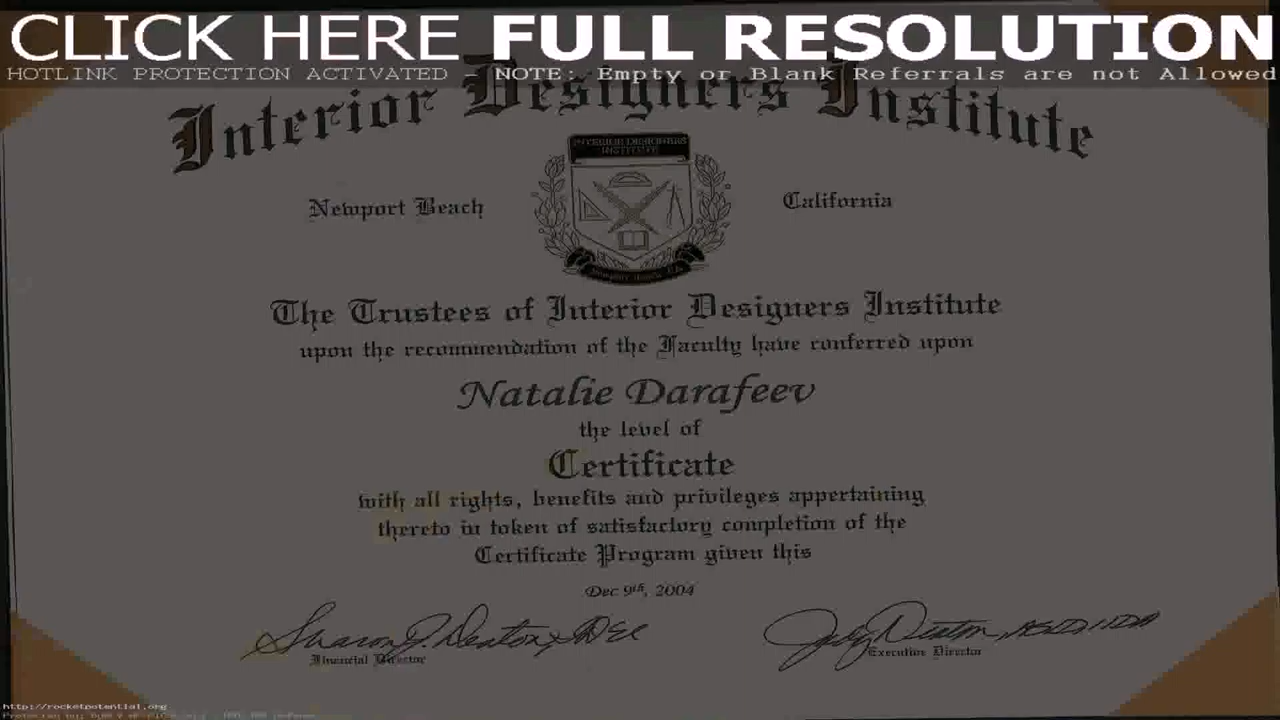 CLICK HERE FULL RESOLUTION
HOTLINK PROTECTION ACTIVATED - NOTE: Empty or Blank Referrals are not Allowed
Interior Designers Institute
INTERIOR DESIGNERS
INSTITUTE
Newport Beach California
The Trustees of Interior Designers Institute
upon the recommendation of the Faculty have conferred upon
Natalie Darafeev
the level of
Certificate
with all rights, benefits and privileges appertaining
thereto in token of satisfactory completion of the
Certificate Program given this
Dec 9th, 2004
Financial Director Executive Director
http://rocketpotential.org